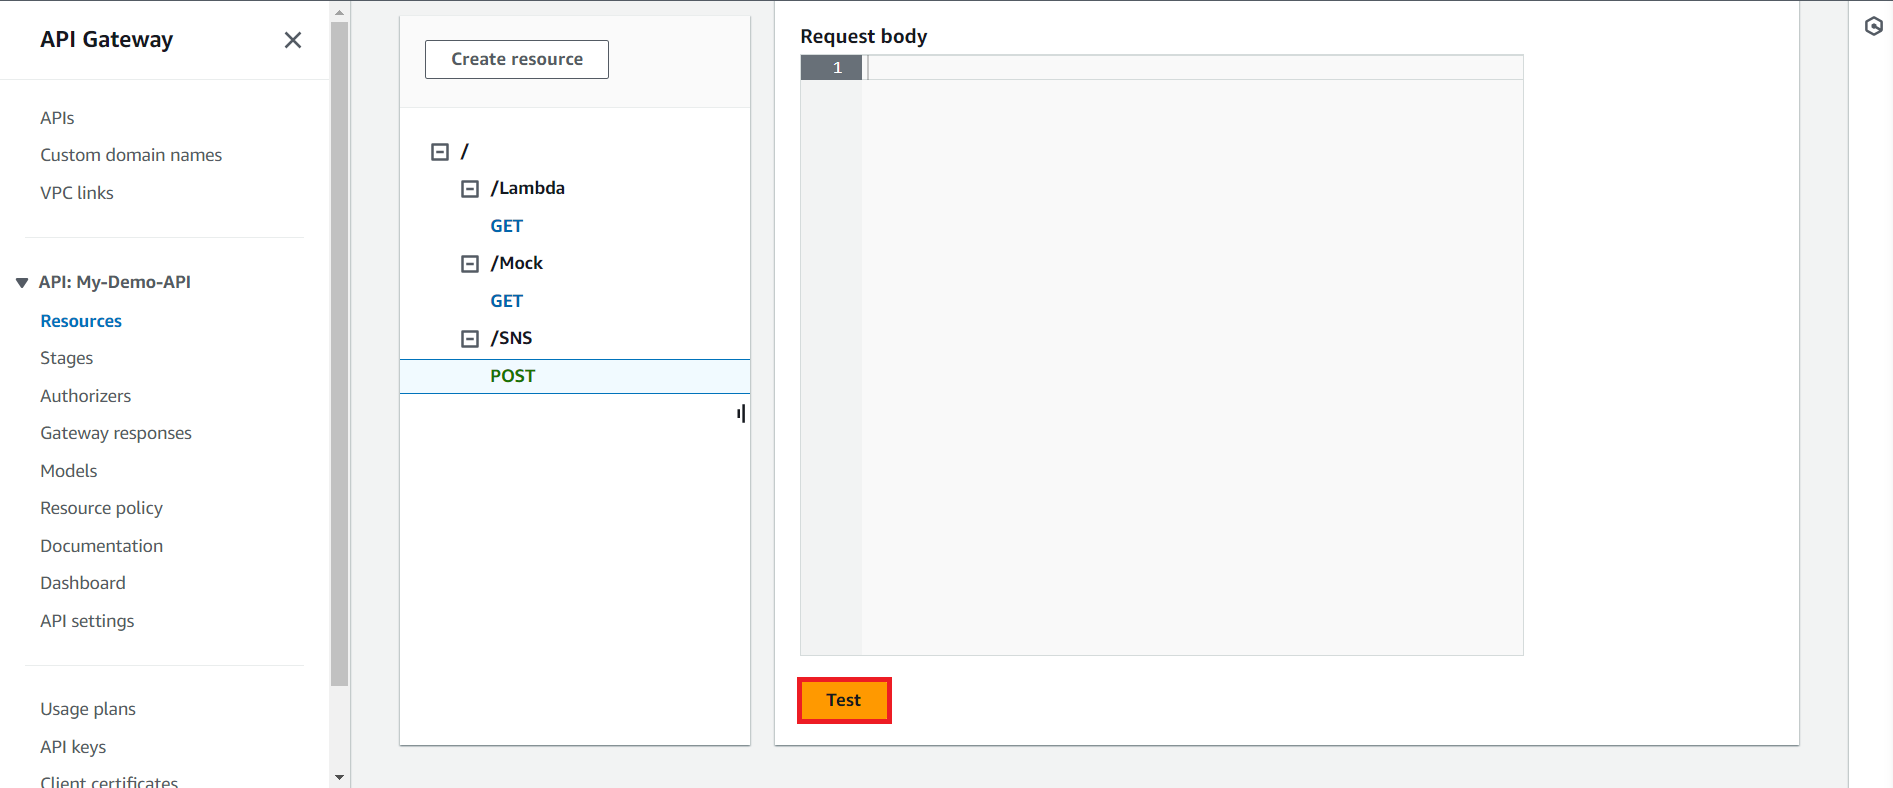 API Gateway
APIs
Custom domain names
VPC links
API: My-Demo-API
Resources
Stages
Authorizers
Gateway responses
Models
Resource policy
Documentation
Dashboard
API settings
Usage plans
API keys
Client certificates
Create resource
/
/Lambda
GET
/Mock
GET
/SNS
POST
Request body
1
Test